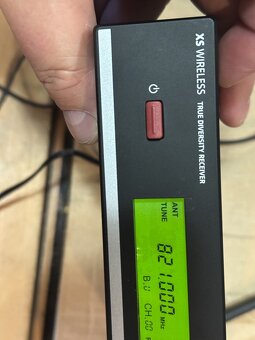 XS WIRELESS
TRUE DIVERSITY RECEIVER
ANT
TUNE
821.000 MHz
B.U CH.00